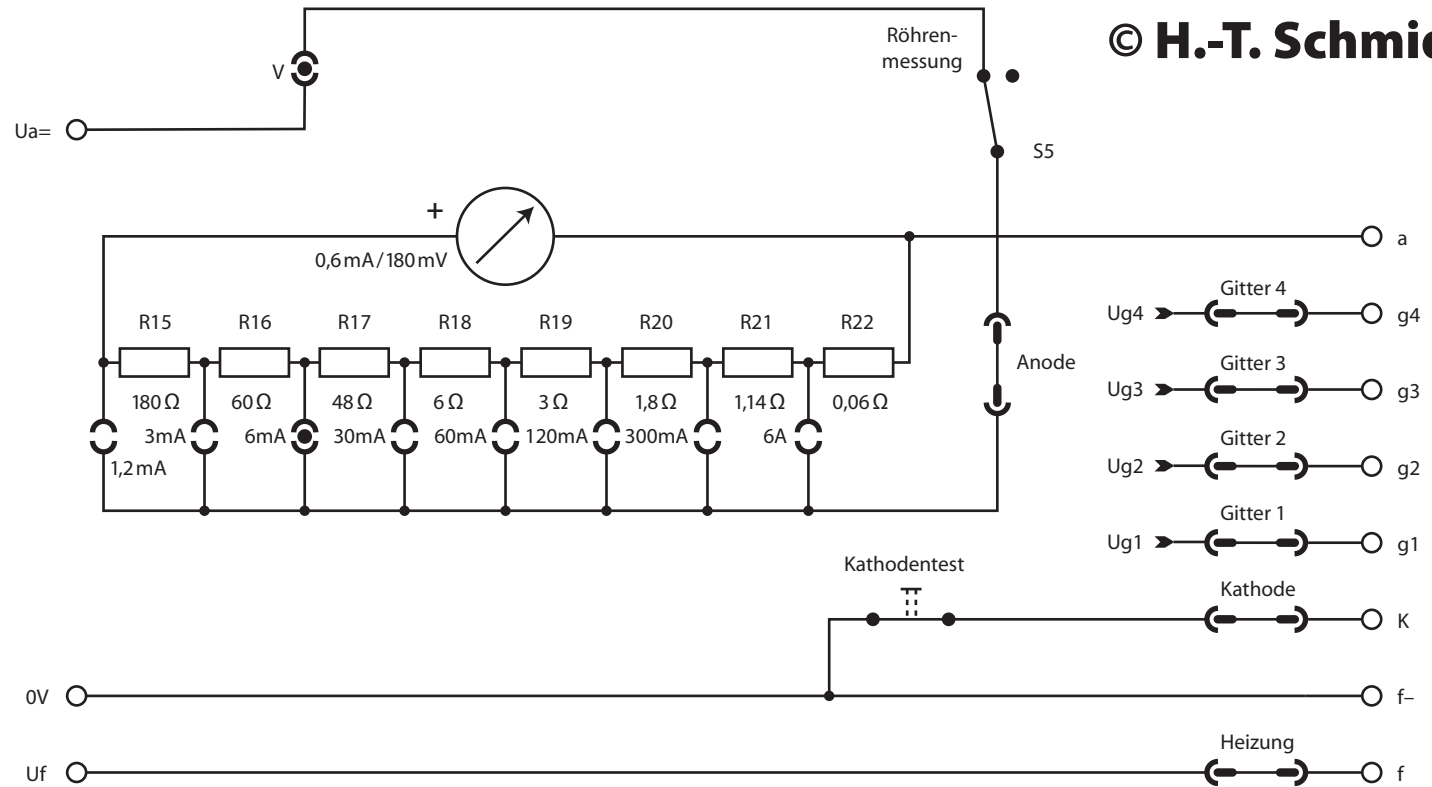 © H.-T. Schmid
Röhren-
messung
V
Ua=
S5
+
0,6 mA / 180 mV
a
R15 R16 R17 R18 R19 R20 R21 R22
180 Ω 60 Ω 48 Ω 6 Ω 3 Ω 1,8 Ω 1,14 Ω 0,06 Ω
3mA 6mA 30mA 60mA 120mA 300mA 6A
1,2 mA
Anode
Gitter 4
Ug4 g4
Gitter 3
Ug3 g3
Gitter 2
Ug2 g2
Gitter 1
Ug1 g1
Kathodentest
Kathode
K
0V f–
Heizung
Uf f